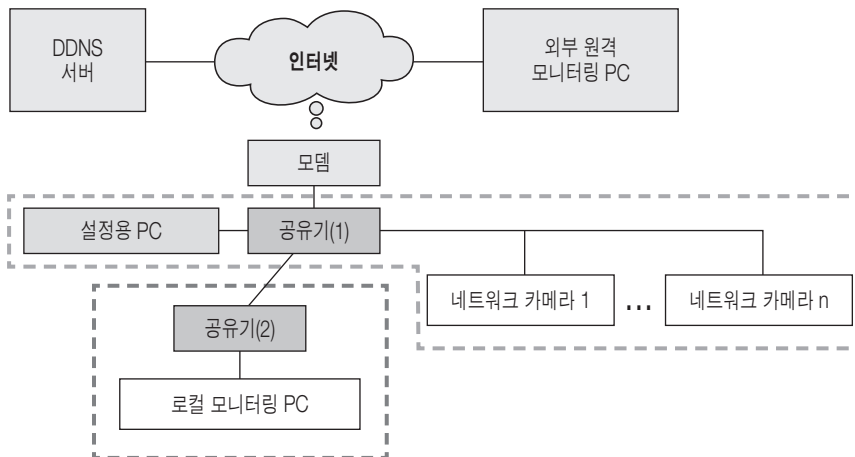 DDNS
서버
인터넷
외부 원격
모니터링 PC
모뎀
설정용 PC
공유기(1)
네트워크 카메라 1
...
네트워크 카메라 n
공유기(2)
로컬 모니터링 PC